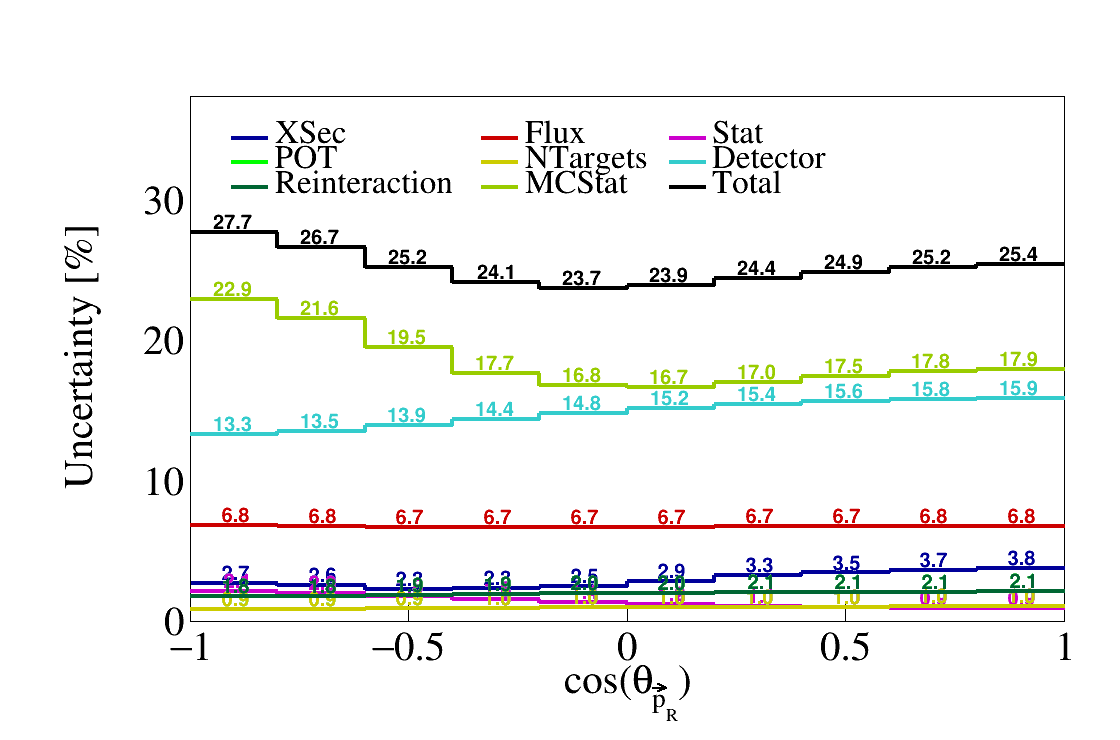 XSec Flux Stat
POT NTargets Detector
Reinteraction MCStat Total
30
27.7 26.7 25.2 24.1 23.7 23.9 24.4 24.9 25.2 25.4
22.9 21.6 19.5 17.7 16.8 16.7 17.0 17.5 17.8 17.9
20
13.3 13.5 13.9 14.4 14.8 15.2 15.4 15.6 15.8 15.9
10
6.8 6.8 6.7 6.7 6.7 6.7 6.7 6.7 6.8 6.8
2.7 2.6 2.5 2.9 3.3 3.5 3.7 3.8
2.1 2.1 2.1 2.1
0.9 0.9 0.9 1.0 1.0
0
Uncertainty [%]
−1 −0.5 0 0.5 1
cos(θ p⃗ R )